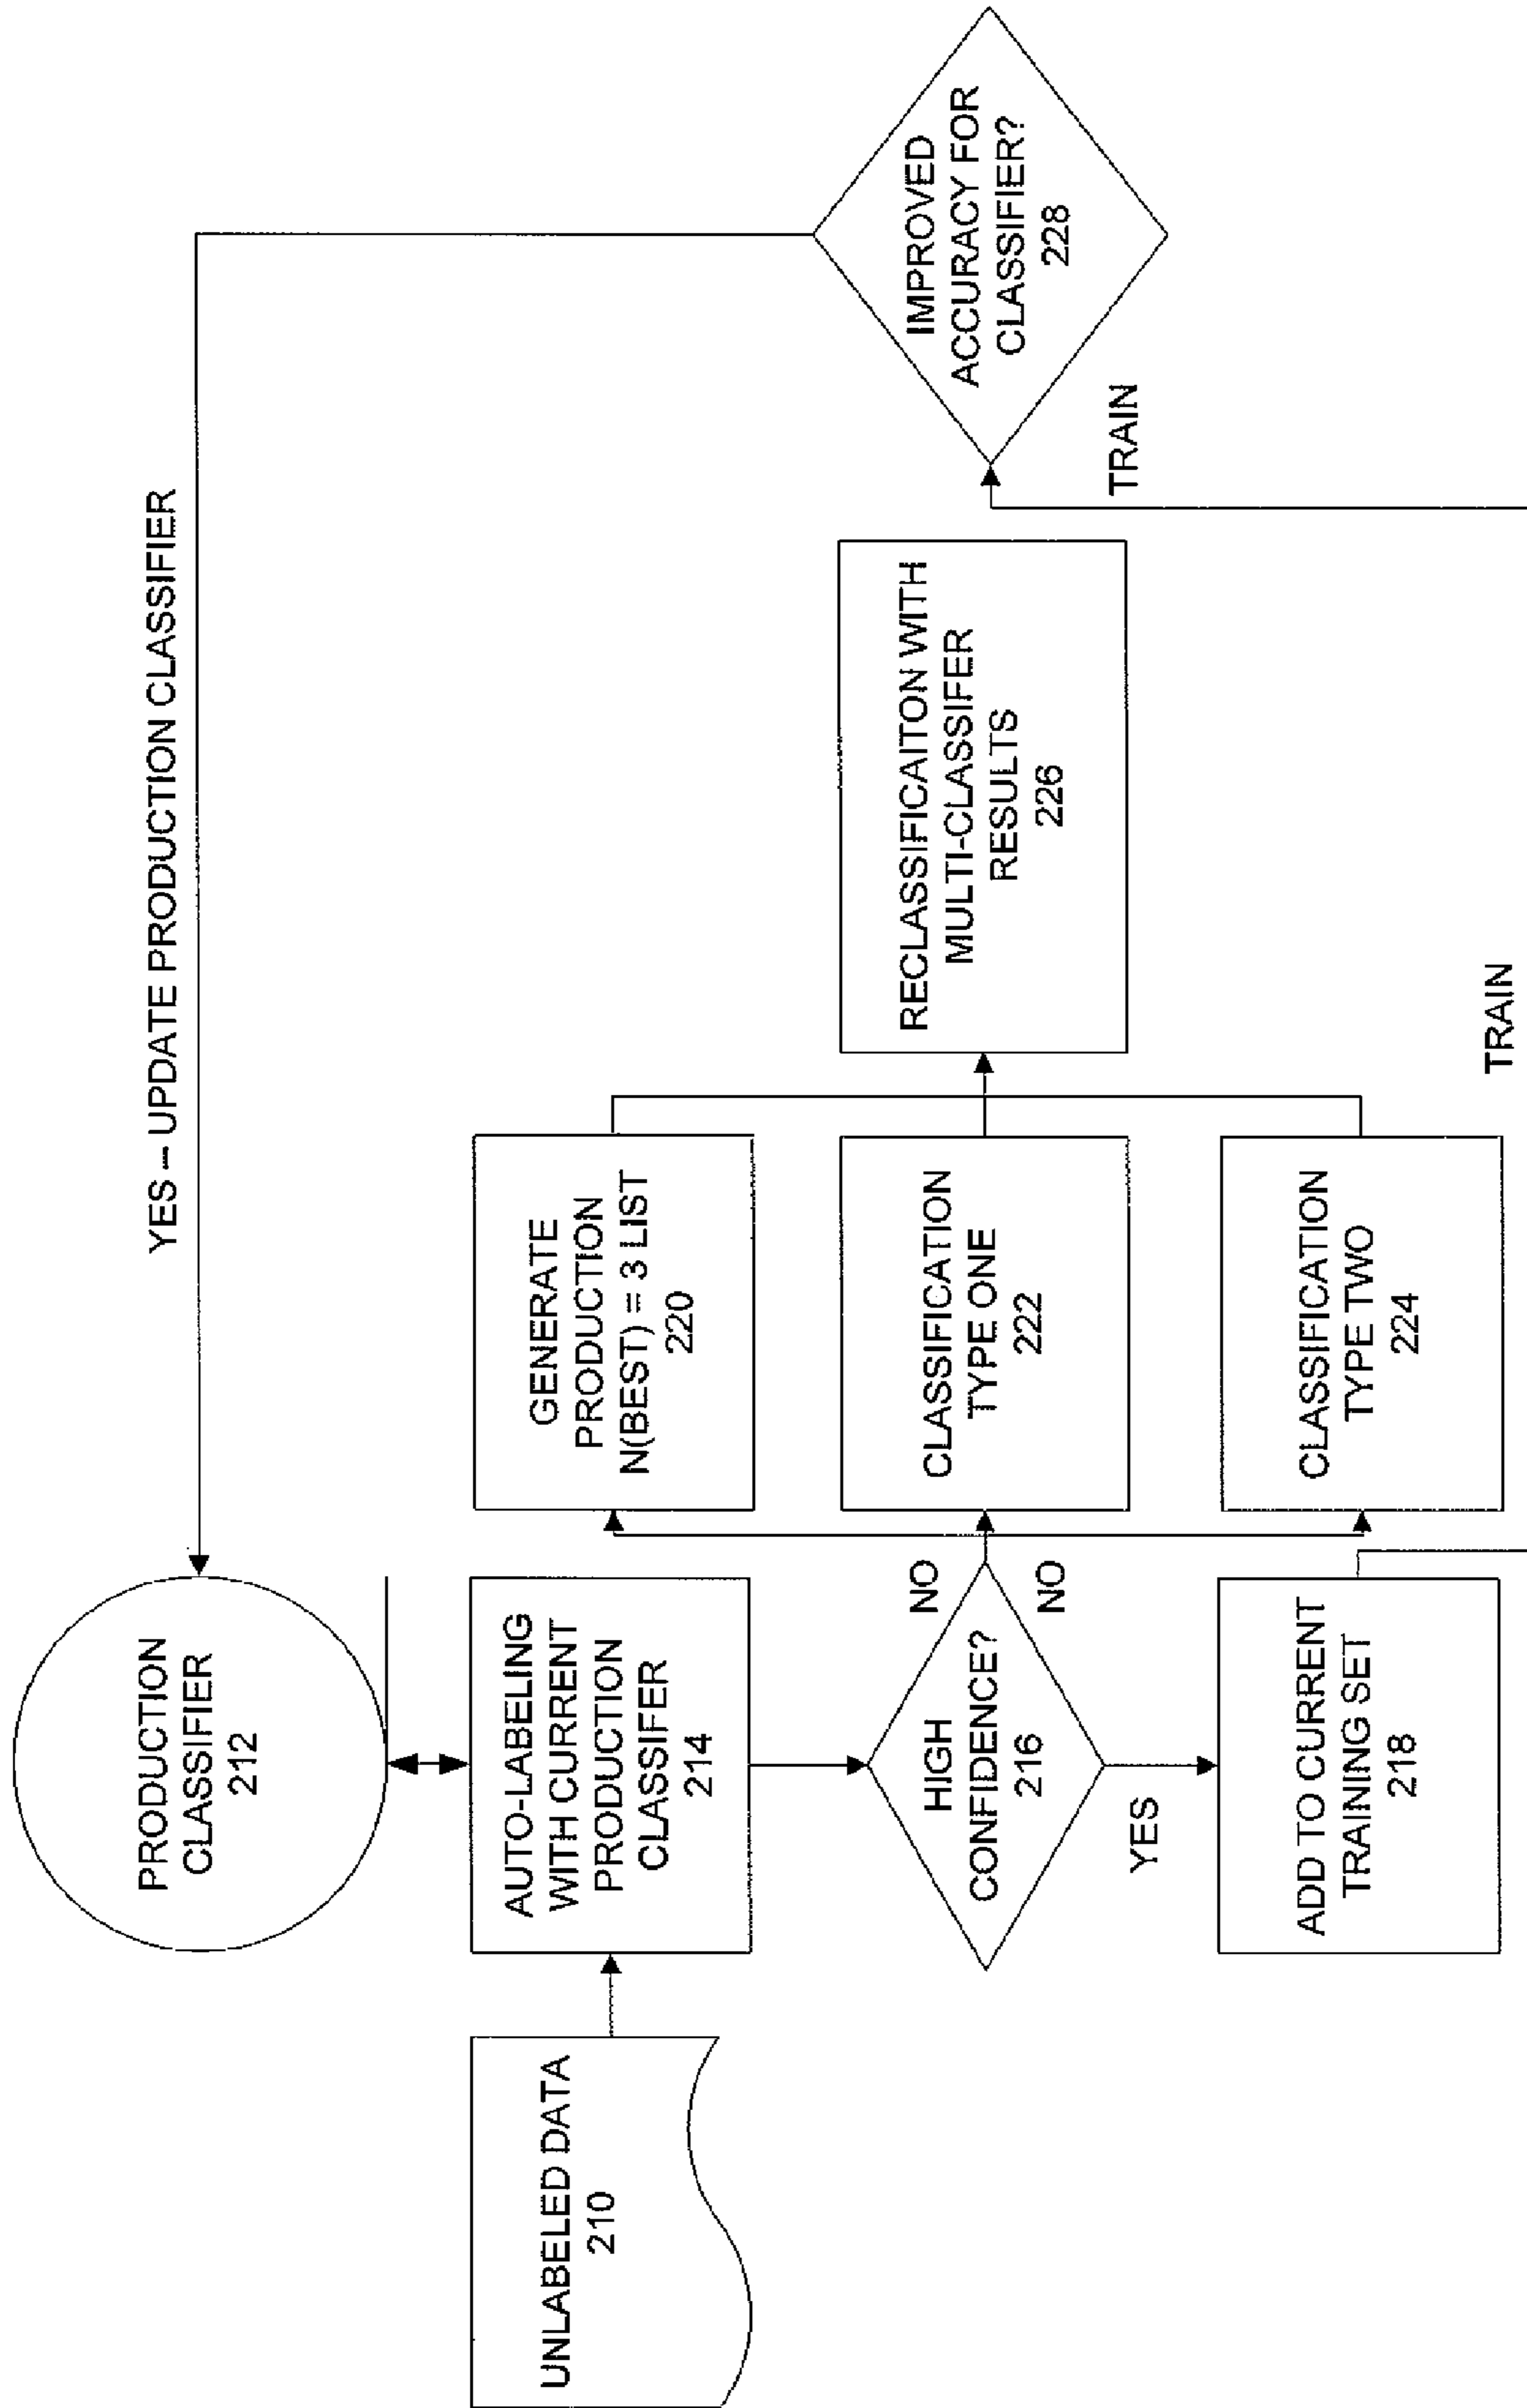 YES – UPDATE PRODUCTION CLASSIFIER
PRODUCTION
CLASSIFIER
212
UNLABELED DATA
210
AUTO-LABELING
WITH CURRENT
PRODUCTION
CLASSIFER
214
GENERATE
PRODUCTION
N(BEST) = 3 LIST
220
HIGH
CONFIDENCE?
216
NO
NO
YES
CLASSIFICATION
TYPE ONE
222
RECLASSIFICAITON WITH
MULTI-CLASSIFER
RESULTS
226
IMPROVED
ACCURACY FOR
CLASSIFIER?
228
TRAIN
ADD TO CURRENT
TRAINING SET
218
CLASSIFICATION
TYPE TWO
224
TRAIN